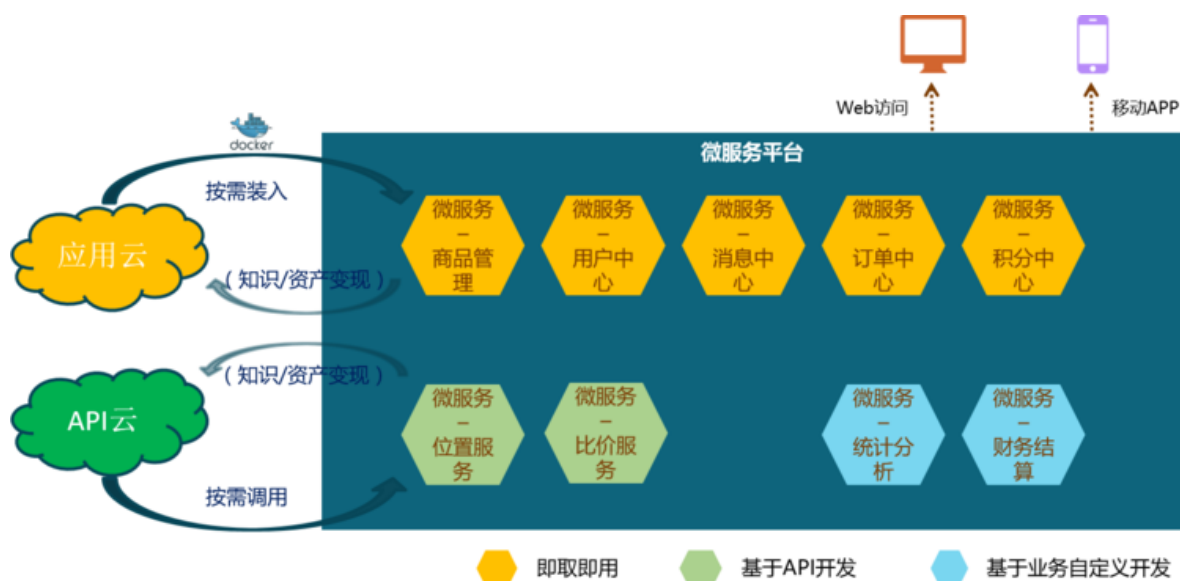 Web访问
移动APP
docker
微服务平台
按需装入
应用云
（知识/资产变现）
微服务
–
商品管
理
微服务
–
用户中
心
微服务
–
消息中
心
微服务
–
订单中
心
微服务
–
积分中
心
（知识/资产变现）
API云
按需调用
微服务
–
位置服
务
微服务
–
比价服
务
微服务
–
统计分
析
微服务
–
财务结
算
即取即用
基于API开发
基于业务自定义开发